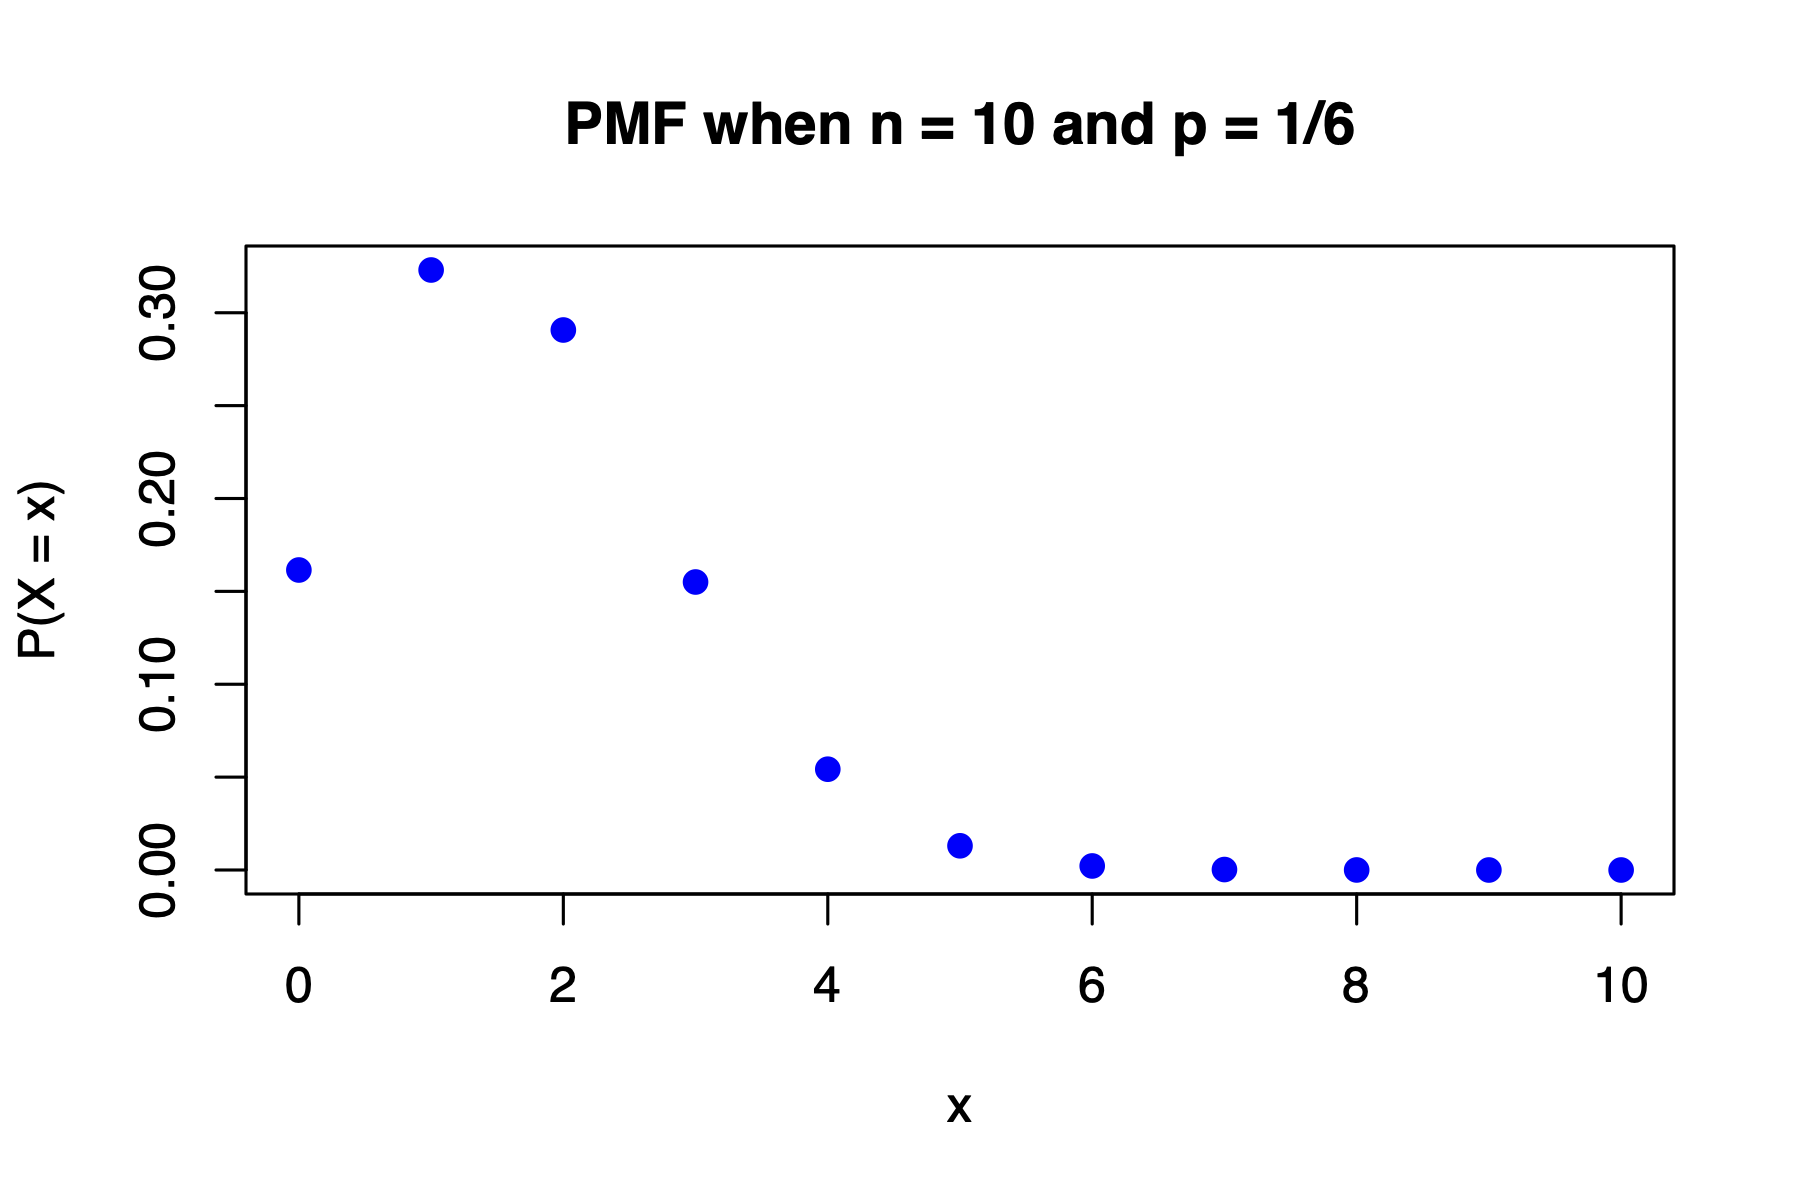 PMF when n = 10 and p = 1/6
P(X = x)
0.30
0.20
0.10
0.00
0 2 4 6 8 10
x